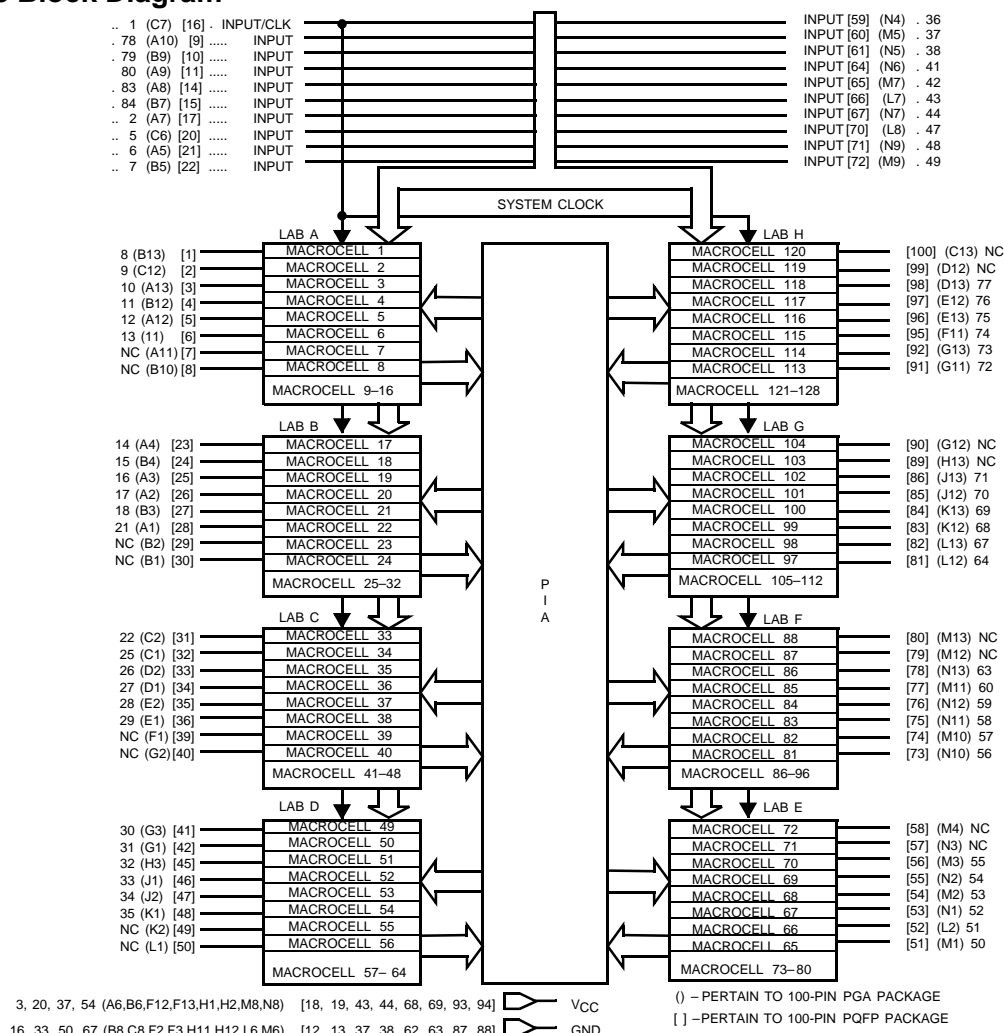 Block Diagram
.. 1 (C7) [16] . INPUT/CLK
. 78 (A10) [9] ..... INPUT
. 79 (B9) [10] ..... INPUT
80 (A9) [11] ..... INPUT
. 83 (A8) [14] ..... INPUT
. 84 (B7) [15] ..... INPUT
.. 2 (A7) [17] ..... INPUT
.. 5 (C6) [20] ..... INPUT
.. 6 (A5) [21] ..... INPUT
.. 7 (B5) [22] ..... INPUT
INPUT [59] (N4) . 36
INPUT [60] (M5) . 37
INPUT [61] (N5) . 38
INPUT [64] (N6) . 41
INPUT [65] (M7) . 42
INPUT [66] (L7) . 43
INPUT [67] (N7) . 44
INPUT [70] (L8) . 47
INPUT [71] (N9) . 48
INPUT [72] (M9) . 49
SYSTEM CLOCK
LAB A
8 (B13) [1] MACROCELL 1
9 (C12) [2] MACROCELL 2
10 (A13) [3] MACROCELL 3
11 (B12) [4] MACROCELL 4
12 (A12) [5] MACROCELL 5
13 (11) [6] MACROCELL 6
NC (A11) [7] MACROCELL 7
NC (B10) [8] MACROCELL 8
MACROCELL 9–16
LAB B
14 (A4) [23] MACROCELL 17
15 (B4) [24] MACROCELL 18
16 (A3) [25] MACROCELL 19
17 (A2) [26] MACROCELL 20
18 (B3) [27] MACROCELL 21
21 (A1) [28] MACROCELL 22
NC (B2) [29] MACROCELL 23
NC (B1) [30] MACROCELL 24
MACROCELL 25–32
LAB C
22 (C2) [31] MACROCELL 33
25 (C1) [32] MACROCELL 34
26 (D2) [33] MACROCELL 35
27 (D1) [34] MACROCELL 36
28 (E2) [35] MACROCELL 37
29 (E1) [36] MACROCELL 38
NC (F1) [39] MACROCELL 39
NC (G2) [40] MACROCELL 40
MACROCELL 41–48
LAB D
30 (G3) [41] MACROCELL 49
31 (G1) [42] MACROCELL 50
32 (H3) [45] MACROCELL 51
33 (J1) [46] MACROCELL 52
34 (J2) [47] MACROCELL 53
35 (K1) [48] MACROCELL 54
NC (K2) [49] MACROCELL 55
NC (L1) [50] MACROCELL 56
MACROCELL 57– 64
P
I
A
LAB H
MACROCELL 120 [100] (C13) NC
MACROCELL 119 [99] (D12) NC
MACROCELL 118 [98] (D13) 77
MACROCELL 117 [97] (E12) 76
MACROCELL 116 [96] (E13) 75
MACROCELL 115 [95] (F11) 74
MACROCELL 114 [92] (G13) 73
MACROCELL 113 [91] (G11) 72
MACROCELL 121–128
LAB G
MACROCELL 104 [90] (G12) NC
MACROCELL 103 [89] (H13) NC
MACROCELL 102 [86] (J13) 71
MACROCELL 101 [85] (J12) 70
MACROCELL 100 [84] (K13) 69
MACROCELL 99 [83] (K12) 68
MACROCELL 98 [82] (L13) 67
MACROCELL 97 [81] (L12) 64
MACROCELL 105–112
LAB F
MACROCELL 88 [80] (M13) NC
MACROCELL 87 [79] (M12) NC
MACROCELL 86 [78] (N13) 63
MACROCELL 85 [77] (M11) 60
MACROCELL 84 [76] (N12) 59
MACROCELL 83 [75] (N11) 58
MACROCELL 82 [74] (M10) 57
MACROCELL 81 [73] (N10) 56
MACROCELL 86–96
LAB E
MACROCELL 72 [58] (M4) NC
MACROCELL 71 [57] (N3) NC
MACROCELL 70 [56] (M3) 55
MACROCELL 69 [55] (N2) 54
MACROCELL 68 [54] (M2) 53
MACROCELL 67 [53] (N1) 52
MACROCELL 66 [52] (L2) 51
MACROCELL 65 [51] (M1) 50
MACROCELL 73–80
3, 20, 37, 54 (A6,B6,F12,F13,H1,H2,M8,N8) [18, 19, 43, 44, 68, 69, 93, 94] VCC
16, 33, 50, 67 (B8,C8,F2,F3,H11,H12,L6,M6) [12, 13, 37, 38, 62, 63, 87, 88] GND
() – PERTAIN TO 100-PIN PGA PACKAGE
[ ] –PERTAIN TO 100-PIN PQFP PACKAGE